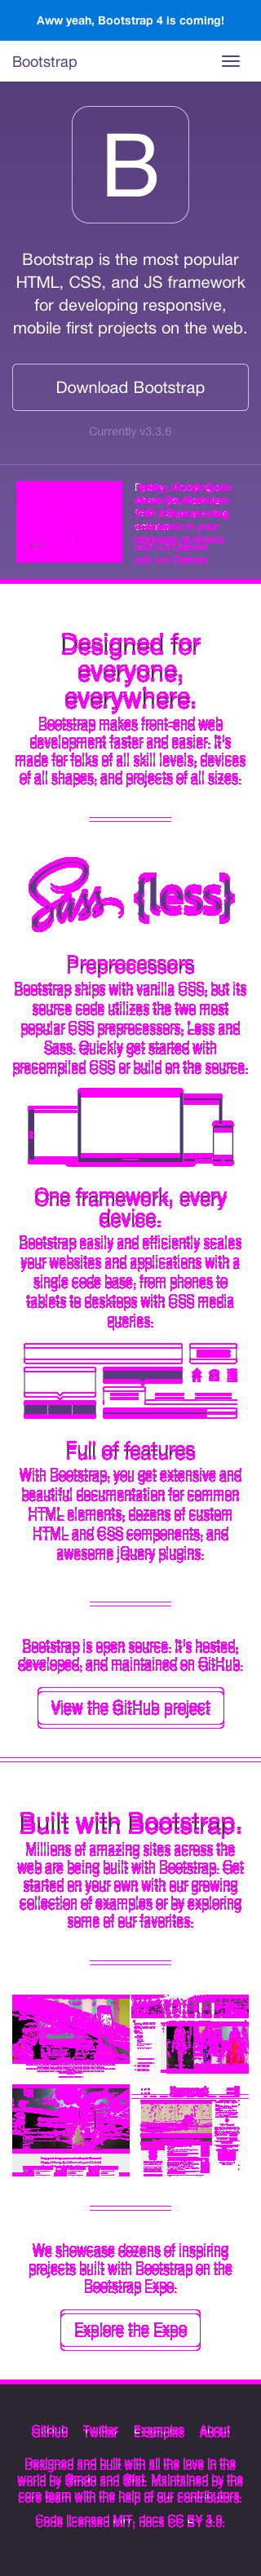 Aww yeah, Bootstrap 4 is coming!
Bootstrap
B
Bootstrap is the most popular
HTML, CSS, and JS framework
for developing responsive,
mobile first projects on the web.
Download Bootstrap
Currently v3.3.6
Designed for
everyone,
everywhere.
Bootstrap makes front-end web
development faster and easier. It's
made for folks of all skill levels, devices
of all shapes, and projects of all sizes.
Sass {less}
Preprocessors
Bootstrap ships with vanilla CSS, but its
source code utilizes the two most
popular CSS preprocessors, Less and
Sass. Quickly get started with
precompiled CSS or build on the source.
One framework, every
device.
Bootstrap easily and efficiently scales
your websites and applications with a
single code base, from phones to
tablets to desktops with CSS media
queries.
Full of features
With Bootstrap, you get extensive and
beautiful documentation for common
HTML elements, dozens of custom
HTML and CSS components, and
awesome jQuery plugins.
Bootstrap is open source. It's hosted,
developed, and maintained on GitHub.
View the GitHub project
Built with Bootstrap.
Millions of amazing sites across the
web are being built with Bootstrap. Get
started on your own with our growing
collection of examples or by exploring
some of our favorites.
Newsweek
We showcase dozens of inspiring
projects built with Bootstrap on the
Bootstrap Expo.
Explore the Expo
GitHub Twitter Examples About
Designed and built with all the love in the
world by @mdo and @fat. Maintained by the
core team with the help of our contributors.
Code licensed MIT, docs CC BY 3.0.